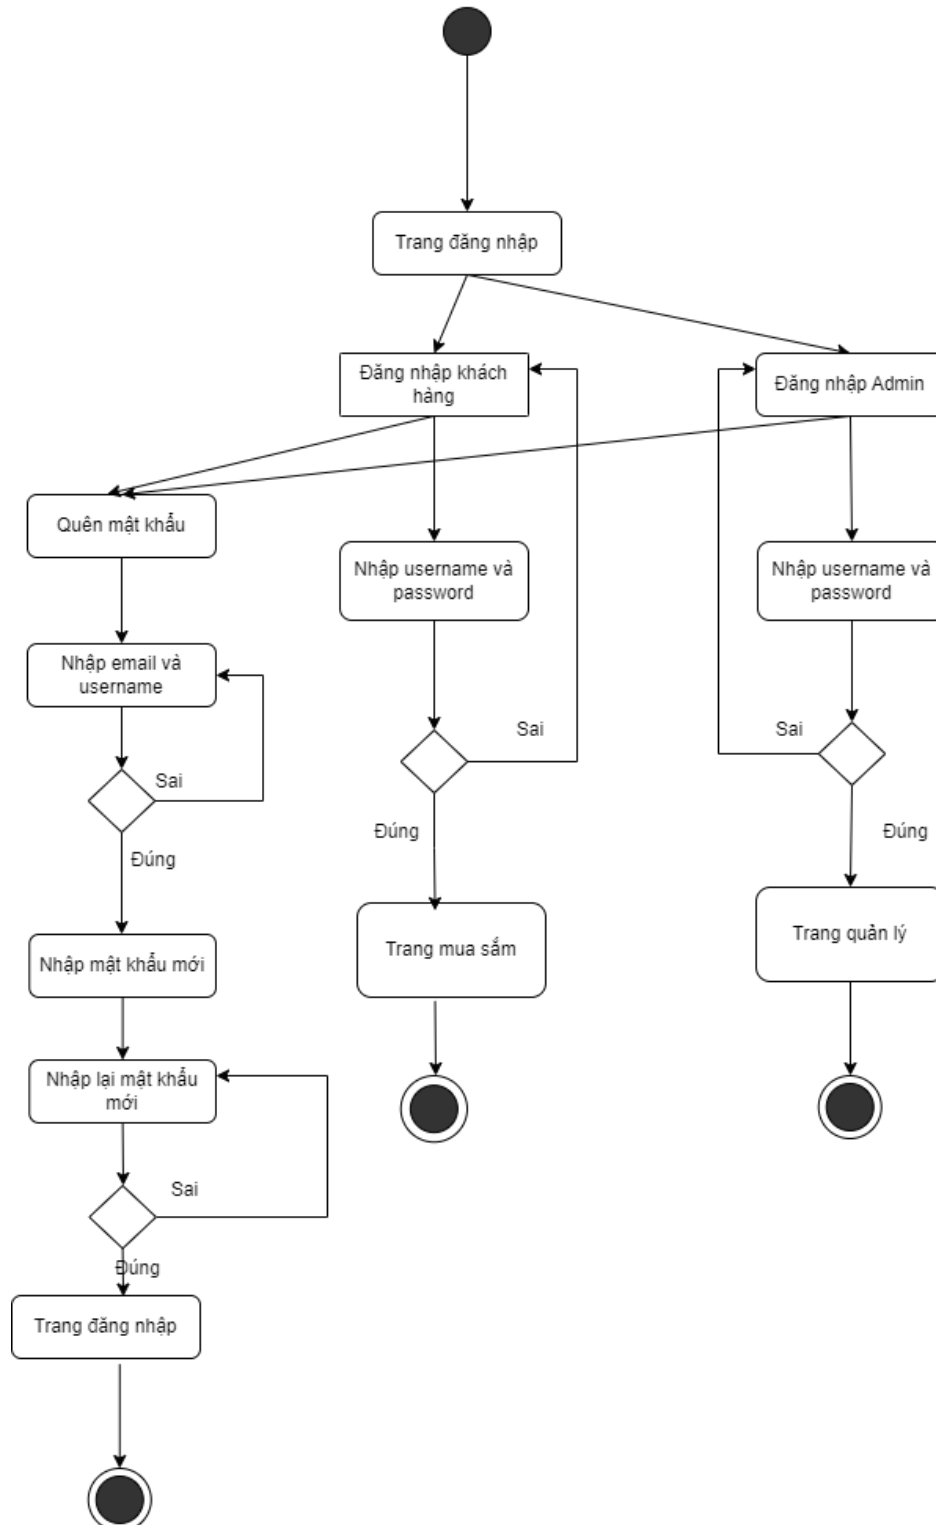 Trang đăng nhập
Đăng nhập khách
hàng
Đăng nhập Admin
Quên mật khẩu
Nhập username và
password
Nhập username và
password
Nhập email và
username
Sai
Sai
Sai
Đúng
Đúng
Đúng
Trang mua sắm
Trang quản lý
Nhập mật khẩu mới
Nhập lại mật khẩu
mới
Sai
Đúng
Trang đăng nhập